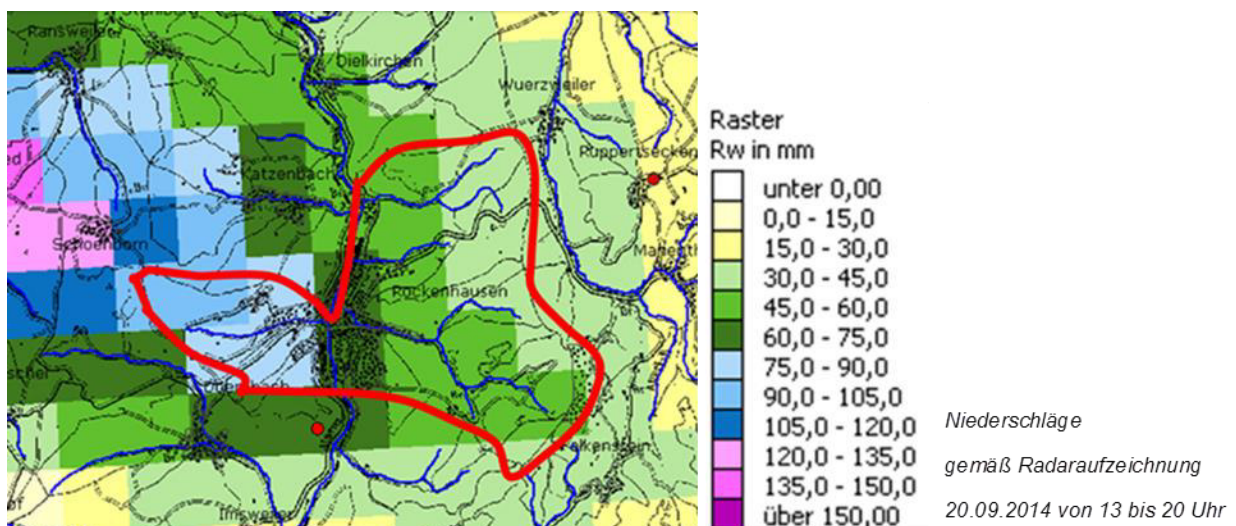 Ransweiler
Dielkirchen
Wuerzweiler
Ruppertsecken
Katzenbach
Schoenborn
Marienth
Rockenhausen
Falkenstein
Imsweiler
Raster
Rw in mm
unter 0,00
0,0 - 15,0
15,0 - 30,0
30,0 - 45,0
45,0 - 60,0
60,0 - 75,0
75,0 - 90,0
90,0 - 105,0
105,0 - 120,0
120,0 - 135,0
135,0 - 150,0
über 150,00
Niederschläge
gemäß Radaraufzeichnung
20.09.2014 von 13 bis 20 Uhr